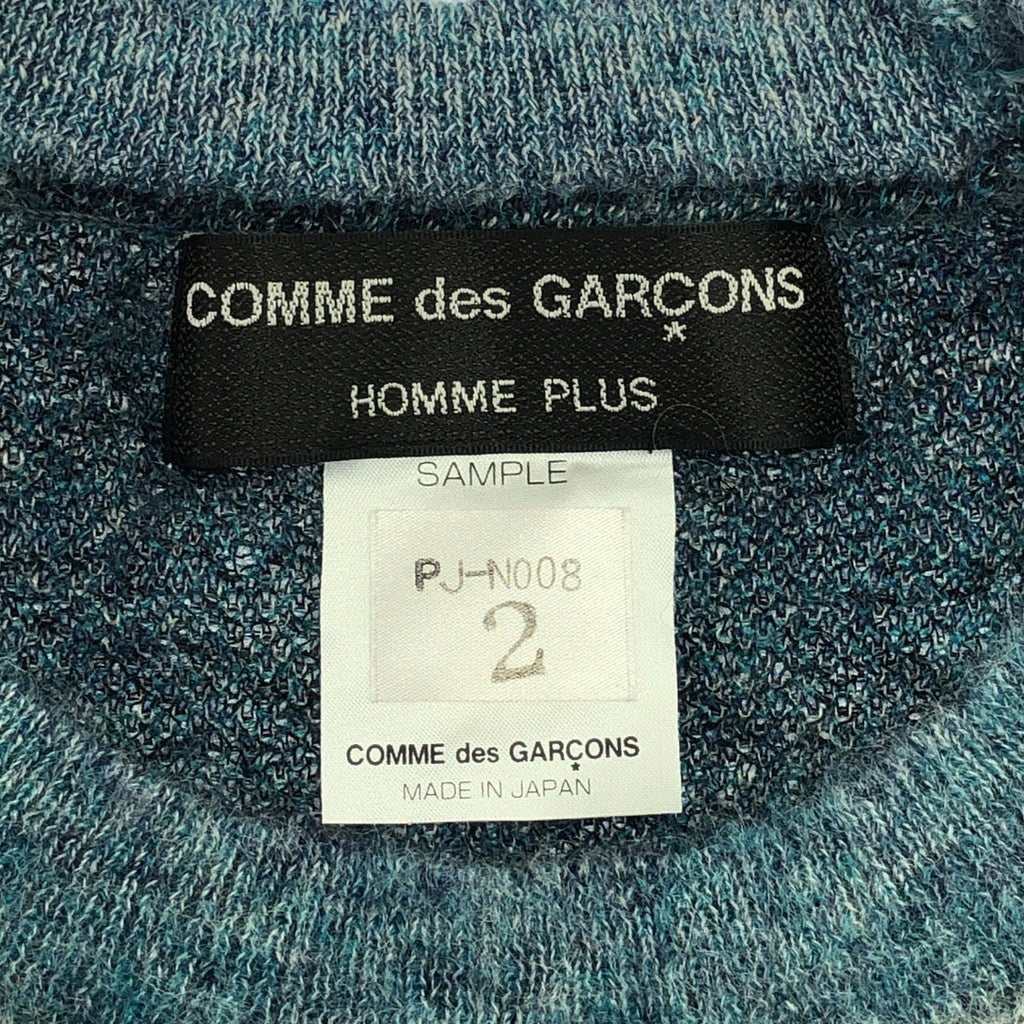 COMME des GARÇONS
HOMME PLUS
SAMPLE
PJ-N008
2
COMME des GARÇONS
MADE IN JAPAN